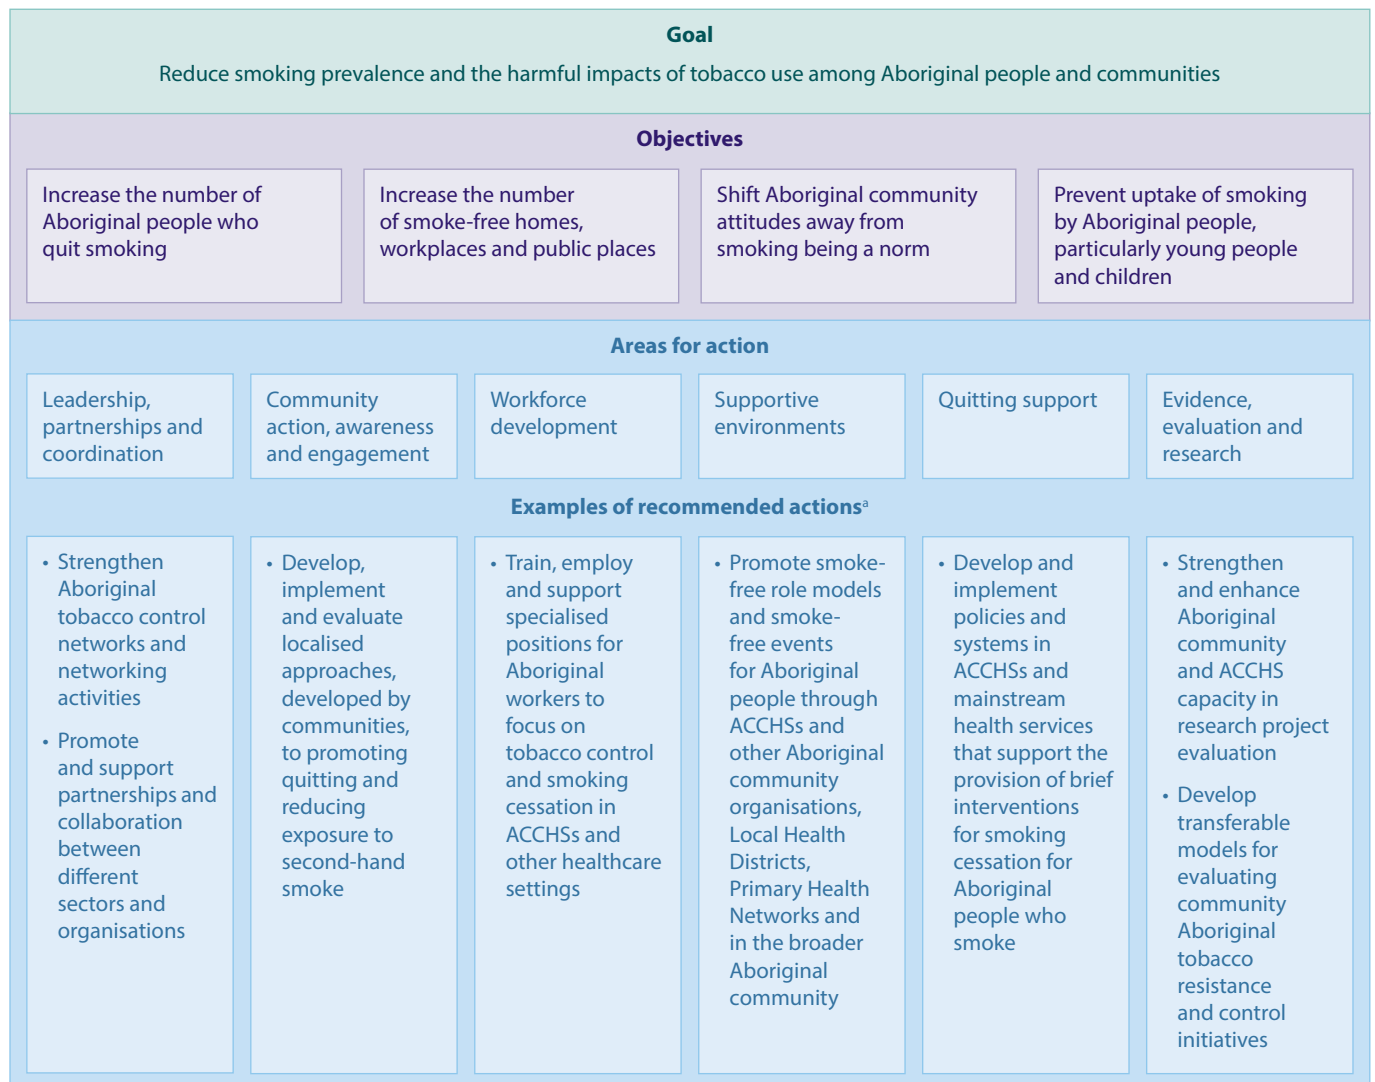 Goal
Reduce smoking prevalence and the harmful impacts of tobacco use among Aboriginal people and communities
Objectives
Increase the number of
Aboriginal people who
quit smoking
Increase the number
of smoke-free homes,
workplaces and public places
Shift Aboriginal community
attitudes away from
smoking being a norm
Prevent uptake of smoking
by Aboriginal people,
particularly young people
and children
Areas for action
Leadership,
partnerships and
coordination
Community
action, awareness
and engagement
Workforce
development
Supportive
environments
Quitting support
Evidence,
evaluation and
research
Examples of recommended actionsᵃ
• Strengthen
Aboriginal
tobacco control
networks and
networking
activities
• Promote
and support
partnerships and
collaboration
between
different
sectors and
organisations
• Develop,
implement
and evaluate
localised
approaches,
developed by
communities,
to promoting
quitting and
reducing
exposure to
second-hand
smoke
• Train, employ
and support
specialised
positions for
Aboriginal
workers to
focus on
tobacco control
and smoking
cessation in
ACCHSs and
other healthcare
settings
• Promote smoke-
free role models
and smoke-
free events
for Aboriginal
people through
ACCHSs and
other Aboriginal
community
organisations,
Local Health
Districts,
Primary Health
Networks and
in the broader
Aboriginal
community
• Develop and
implement
policies and
systems in
ACCHSs and
mainstream
health services
that support the
provision of brief
interventions
for smoking
cessation for
Aboriginal
people who
smoke
• Strengthen
and enhance
Aboriginal
community
and ACCHS
capacity in
research project
evaluation
• Develop
transferable
models for
evaluating
community
Aboriginal
tobacco
resistance
and control
initiatives